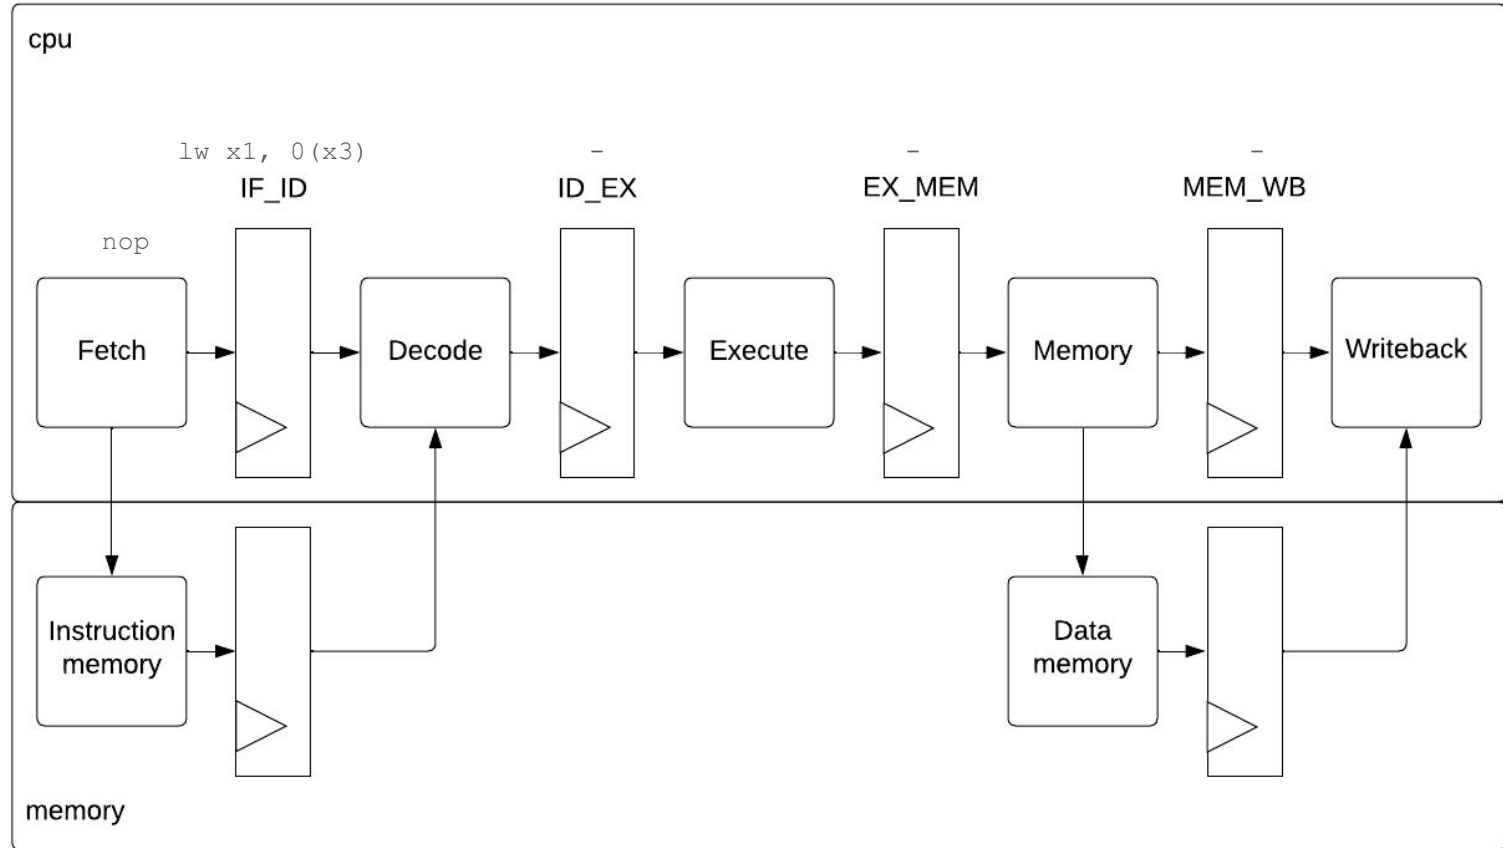 cpu
lw x1, 0(x3)
-
-
-
IF_ID
ID_EX
EX_MEM
MEM_WB
nop
Fetch
Decode
Execute
Memory
Writeback
Instruction
memory
Data
memory
memory